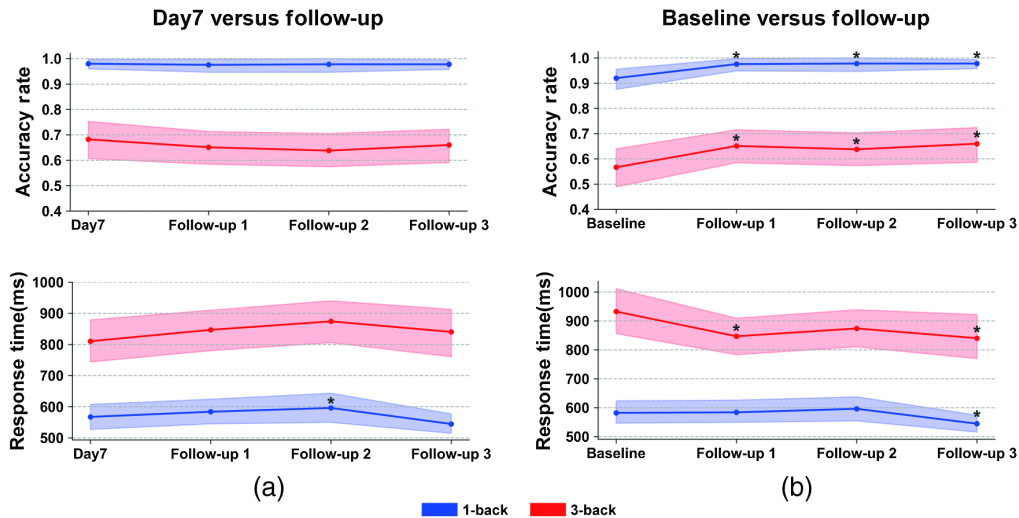 Day7 versus follow-up
Baseline versus follow-up
Accuracy rate
1.0
0.9
0.8
0.7
0.6
0.5
0.4
Day7 Follow-up 1 Follow-up 2 Follow-up 3
Accuracy rate
1.0
0.9
0.8
0.7
0.6
0.5
0.4
* * *
* * *
Baseline Follow-up 1 Follow-up 2 Follow-up 3
Response time(ms)
1000
900
800
700
600
500
*
Day7 Follow-up 1 Follow-up 2 Follow-up 3
Response time(ms)
1000
900
800
700
600
500
* *
*
Baseline Follow-up 1 Follow-up 2 Follow-up 3
(a)
(b)
1-back 3-back